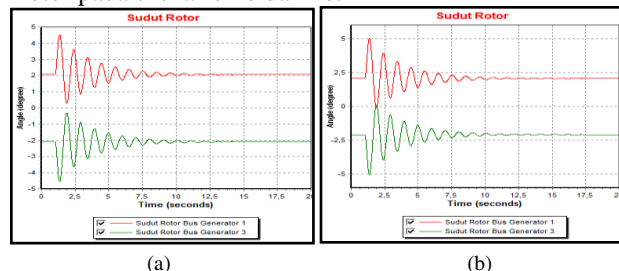 Sudut Rotor
Angle (degree)
5
4
3
2
1
0
-1
-2
-3
-4
-5
0
2,5
5
7,5
10
12,5
15
17,5
20
Time (seconds)
Sudut Rotor Bus Generator 1
Sudut Rotor Bus Generator 3
(a)
Sudut Rotor
Angle (degree)
5
2,5
0
-2,5
-5
0
2,5
5
7,5
10
12,5
15
17,5
20
Time (seconds)
Sudut Rotor Bus Generator 1
Sudut Rotor Bus Generator 3
(b)